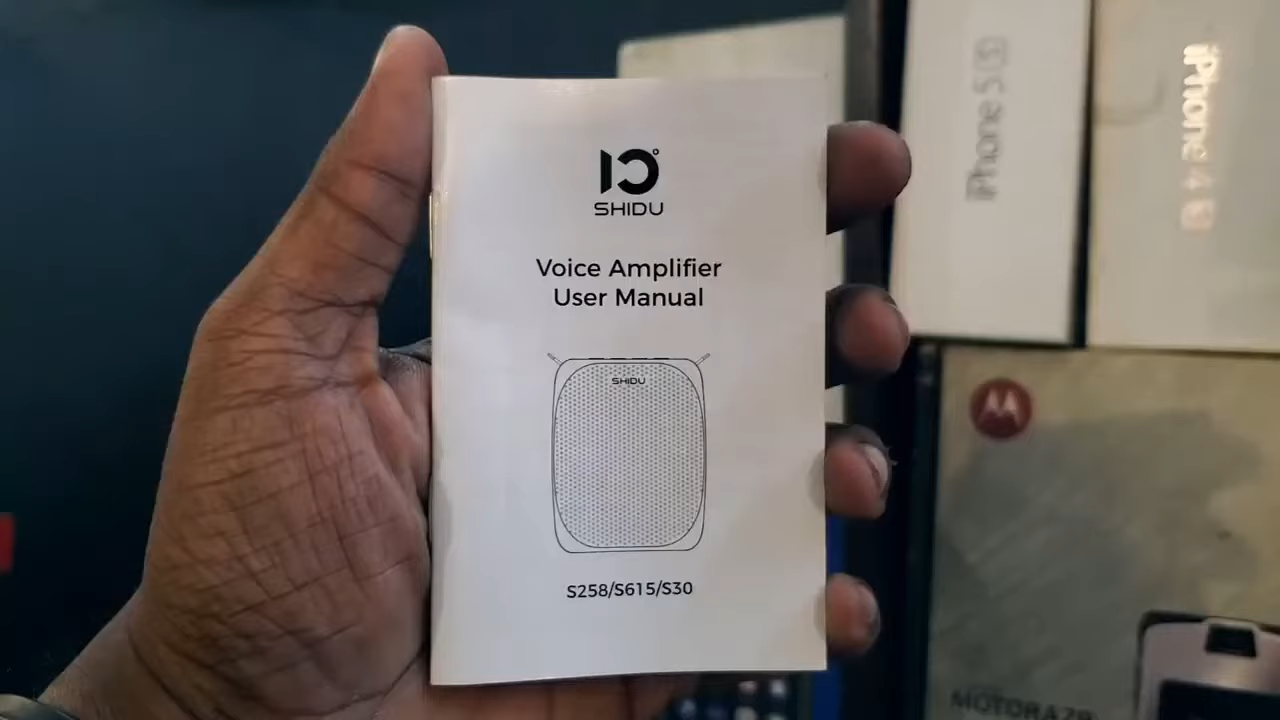 SHIDU
Voice Amplifier
User Manual
SHIDU
S258/S615/S30
iPhone 5S
iPhone 4S
MOTORAZR